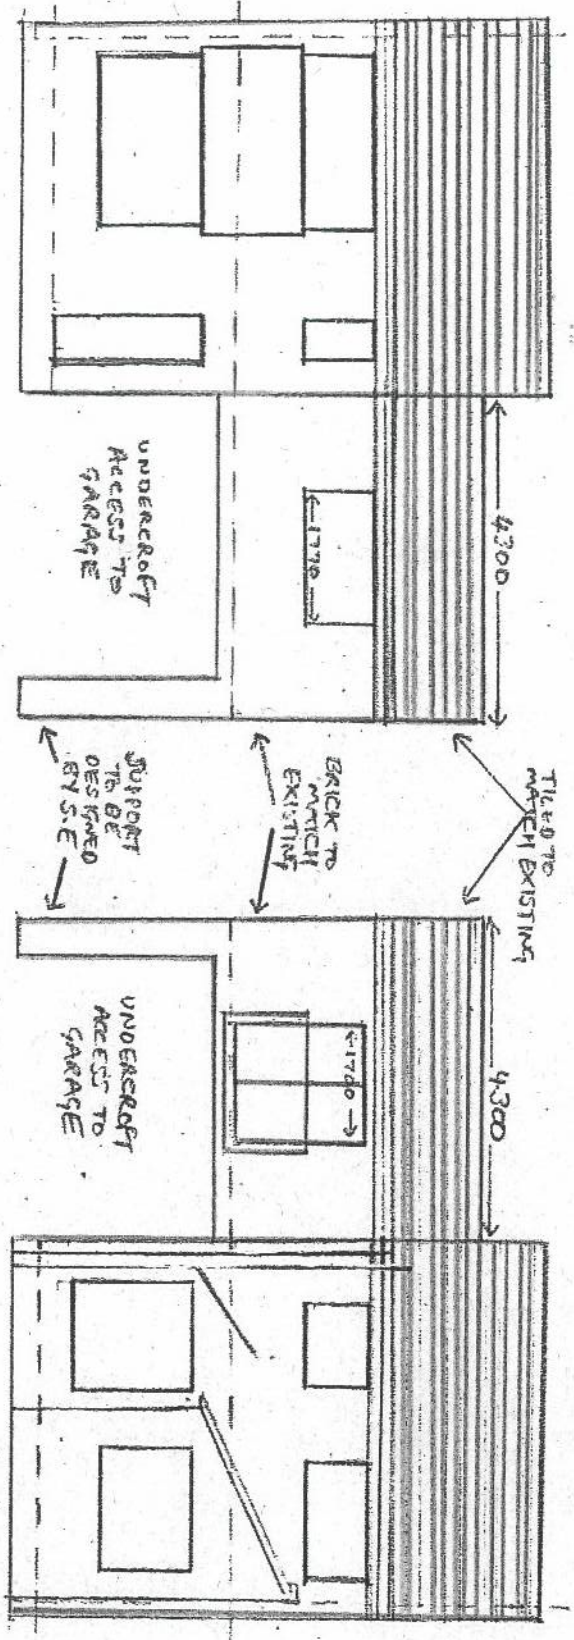 4300
1770
UNDERCROFT
ACCESS TO
GARAGE
TILED TO
MATCH EXISTING
BRICK TO
MATCH
EXISTING
SUPPORT
TO BE
DESIGNED
BY S.E
4300
1700
UNDERCROFT
ACCESS TO
GARAGE